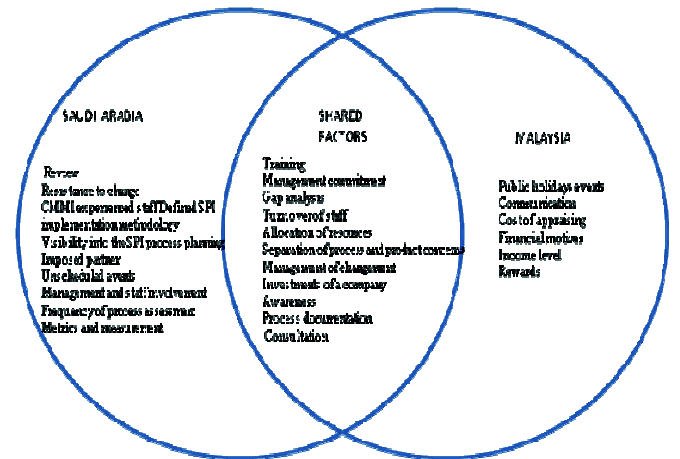 SAUDI ARABIA
Review
Resistance to change
CMMI experienced staff Defined SPI
implementation methodology
Visibility into the SPI process planning
Imposed partner
Unscheduled events
Management and staff involvement
Frequency of process assessment
Metrics and measurement
SHARED
FACTORS
Training
Management commitment
Gap analysis
Turnover of staff
Allocation of resources
Separation of process and product concerns
Management of changement
Investments of a company
Awareness
Process documentation
Consultation
MALAYSIA
Public holidays events
Communication
Cost of appraising
Financial motives
Income level
Rewards